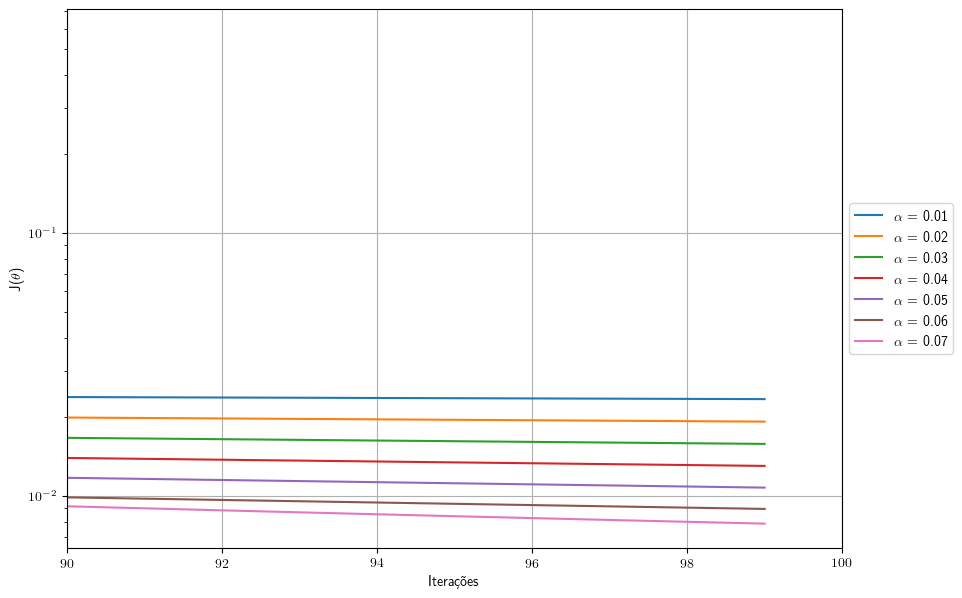 J(θ)
10⁻¹
10⁻²
90
92
94
96
98
100
Iterações
α = 0.01
α = 0.02
α = 0.03
α = 0.04
α = 0.05
α = 0.06
α = 0.07